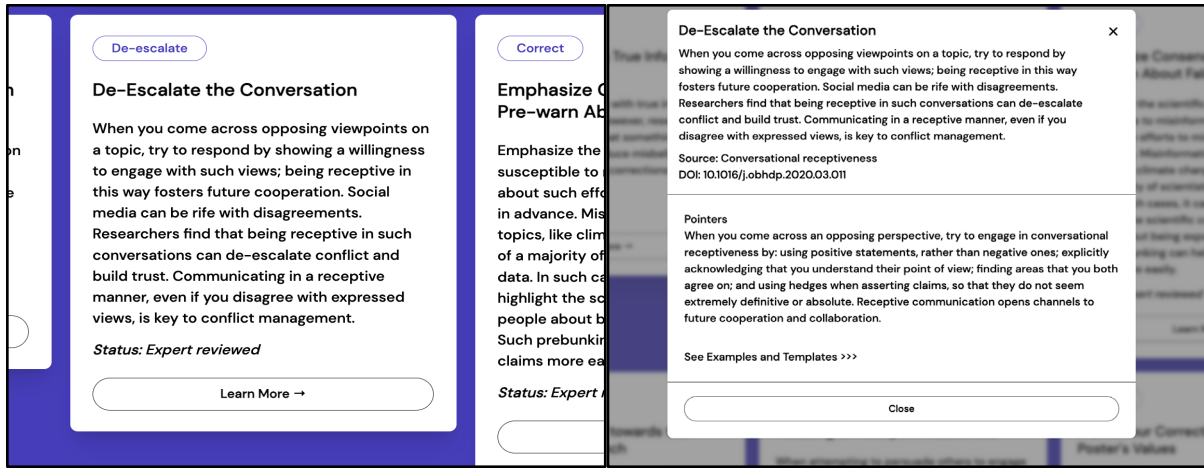 De-escalate
De-Escalate the Conversation
When you come across opposing viewpoints on
a topic, try to respond by showing a willingness
to engage with such views; being receptive in
this way fosters future cooperation. Social
media can be rife with disagreements.
Researchers find that being receptive in such
conversations can de-escalate conflict and
build trust. Communicating in a receptive
manner, even if you disagree with expressed
views, is key to conflict management.
Status: Expert reviewed
Learn More →
Correct
Emphasize
Pre-warn
Emphasize the
susceptible to
about such
in advance.
topics, like
of a majority of
data. In such
highlight the
people about
Such
claims more
Status: Expert
De-Escalate the Conversation
When you come across opposing viewpoints on a topic, try to respond by
showing a willingness to engage with such views; being receptive in this way
fosters future cooperation. Social media can be rife with disagreements.
Researchers find that being receptive in such conversations can de-escalate
conflict and build trust. Communicating in a receptive manner, even if you
disagree with expressed views, is key to conflict management.
Source: Conversational receptiveness
DOI: 10.1016/j.obhdp.2020.03.011
Pointers
When you come across an opposing perspective, try to engage in conversational
receptiveness by: using positive statements, rather than negative ones; explicitly
acknowledging that you understand their point of view; finding areas that you both
agree on; and using hedges when asserting claims, so that they do not seem
extremely definitive or absolute. Receptive communication opens channels to
future cooperation and collaboration.
See Examples and Templates >>>
Close
Poster's Values
When attempting to persuade others to engage